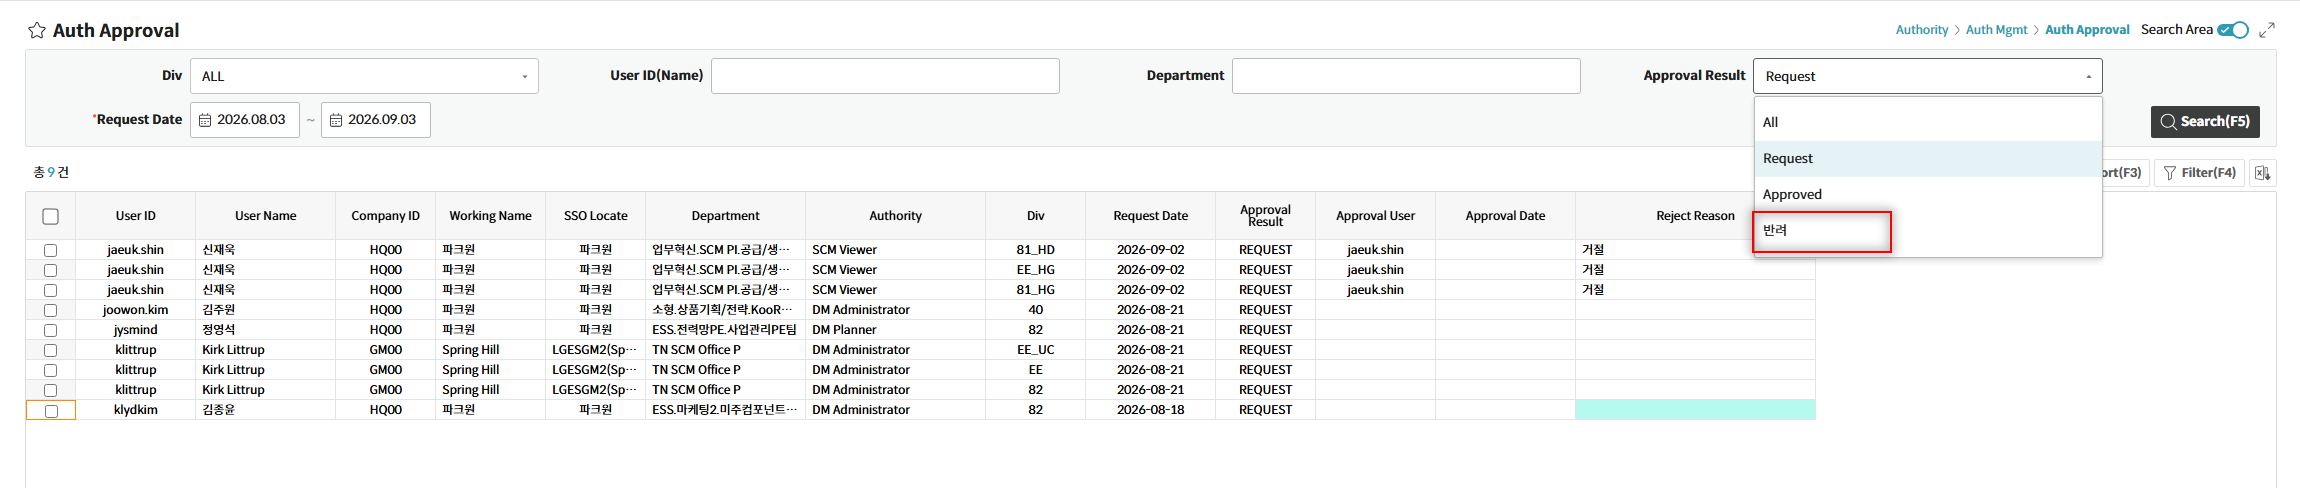 Auth Approval
Authority > Auth Mgmt > Auth Approval Search Area
Div ALL User ID(Name) Department Approval Result Request
*Request Date 2026.08.03 ~ 2026.09.03 Search(F5)
All
Request
Approved
반려
총 9 건 ort(F3) Filter(F4)
User ID User Name Company ID Working Name SSO Locate Department Authority Div Request Date Approval Result Approval User Approval Date Reject Reason
jaeuk.shin 신재욱 HQ00 파크원 파크원 업무혁신.SCM PI.공급/생··· SCM Viewer 81_HD 2026-09-02 REQUEST jaeuk.shin 거절
jaeuk.shin 신재욱 HQ00 파크원 파크원 업무혁신.SCM PI.공급/생··· SCM Viewer EE_HG 2026-09-02 REQUEST jaeuk.shin 거절
jaeuk.shin 신재욱 HQ00 파크원 파크원 업무혁신.SCM PI.공급/생··· SCM Viewer 81_HG 2026-09-02 REQUEST jaeuk.shin 거절
joowon.kim 김주원 HQ00 파크원 파크원 소형.상품기획/전략.KooR··· DM Administrator 40 2026-08-21 REQUEST
jysmind 정영석 HQ00 파크원 파크원 ESS.전력망PE.사업관리PE팀 DM Planner 82 2026-08-21 REQUEST
klittrup Kirk Littrup GM00 Spring Hill LGESGM2(Sp··· TN SCM Office P DM Administrator EE_UC 2026-08-21 REQUEST
klittrup Kirk Littrup GM00 Spring Hill LGESGM2(Sp··· TN SCM Office P DM Administrator EE 2026-08-21 REQUEST
klittrup Kirk Littrup GM00 Spring Hill LGESGM2(Sp··· TN SCM Office P DM Administrator 82 2026-08-21 REQUEST
klydkim 김종윤 HQ00 파크원 파크원 ESS.마케팅2.미주컴포넌트··· DM Administrator 82 2026-08-18 REQUEST